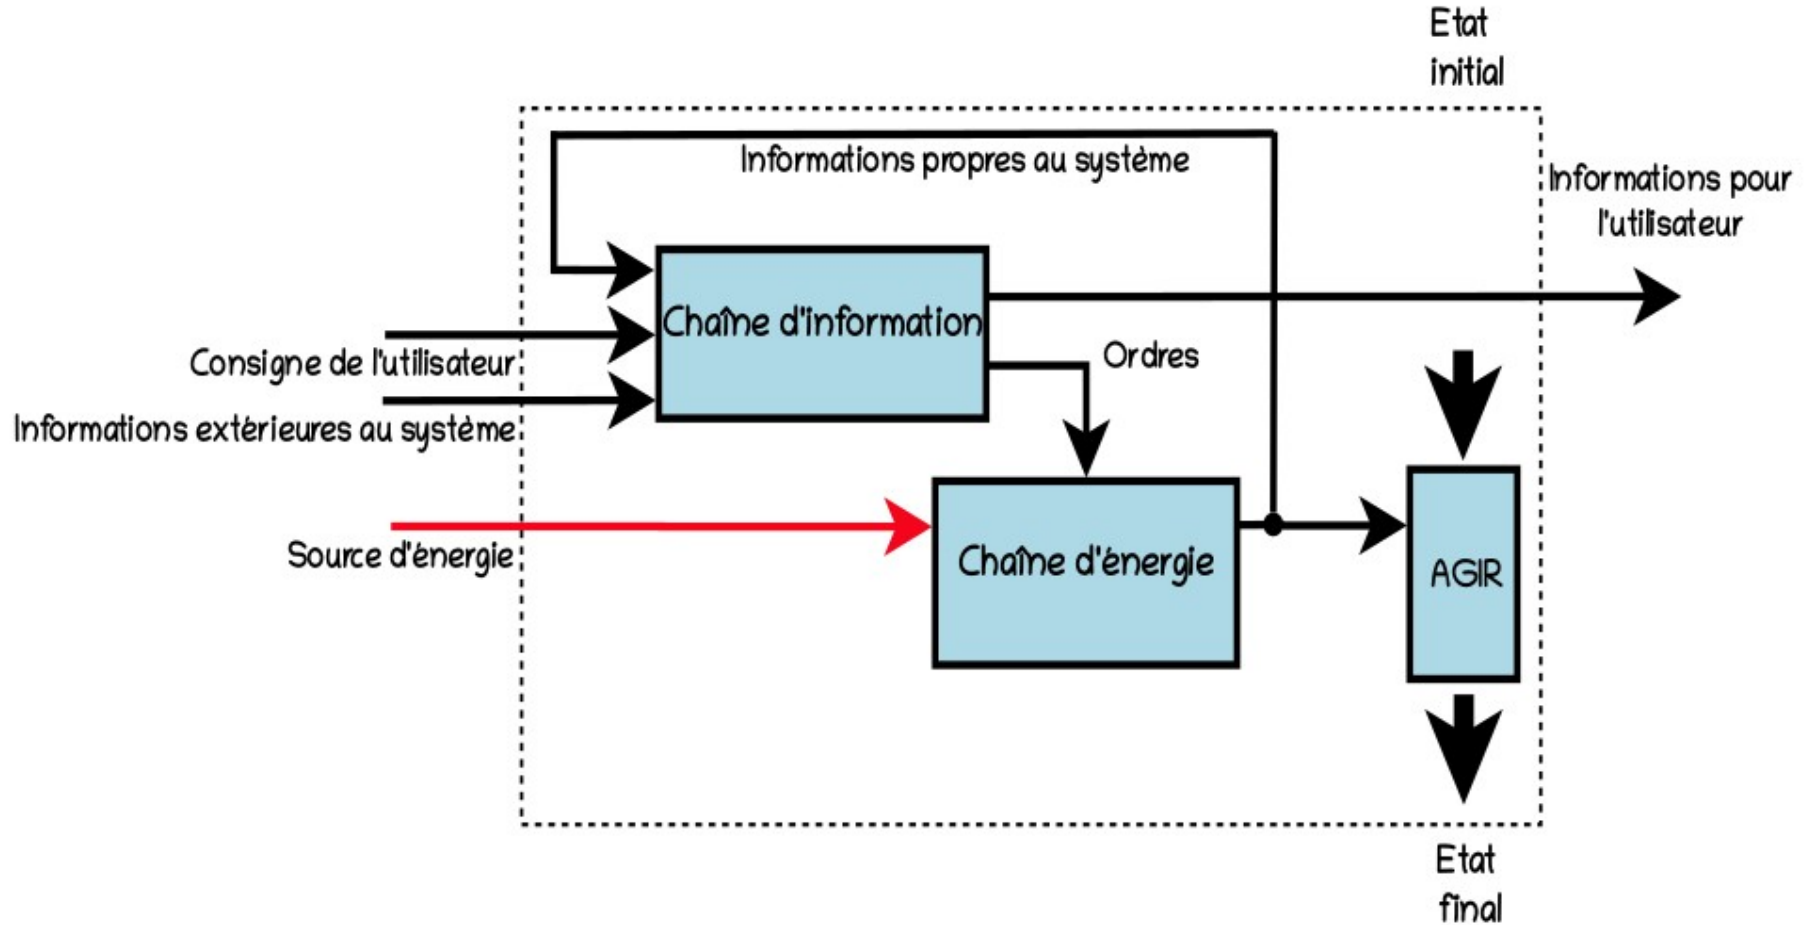 Etat
initial
Informations propres au système
Informations pour
l'utilisateur
Chaîne d'information
Consigne de l'utilisateur
Ordres
Informations extérieures au système
Source d'énergie
Chaîne d'énergie
AGIR
Etat
final